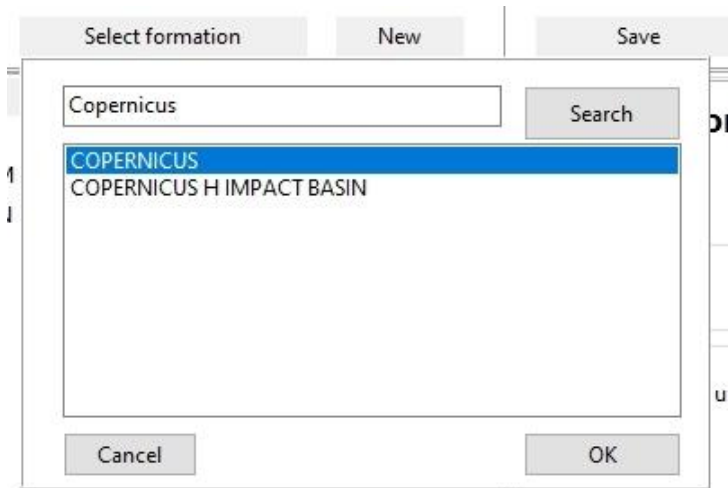 Select formation New Save
Copernicus Search
COPERNICUS
COPERNICUS H IMPACT BASIN
Cancel OK